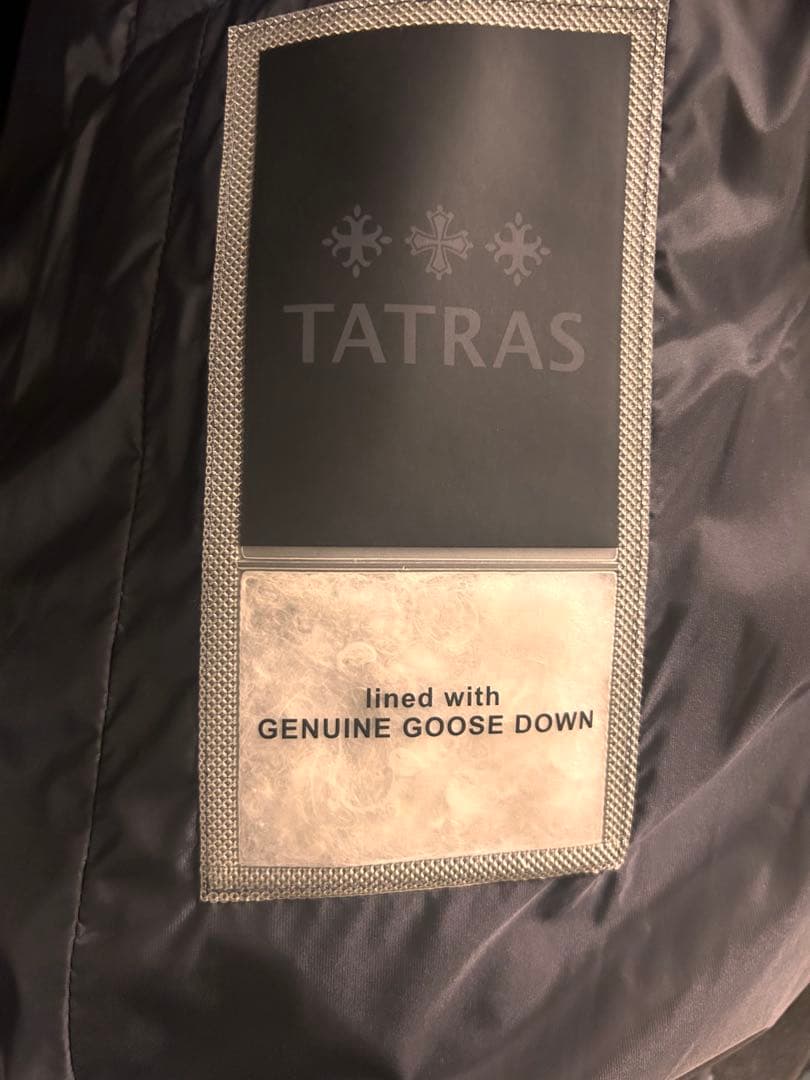 TATRAS
lined with
GENUINE GOOSE DOWN